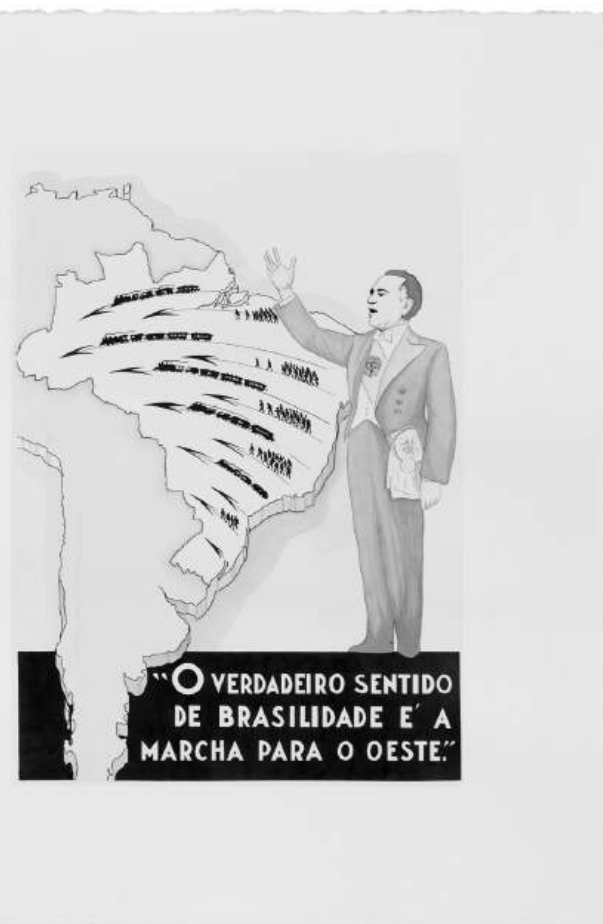 "O VERDADEIRO SENTIDO
DE BRASILIDADE E´ A
MARCHA PARA O OESTE."